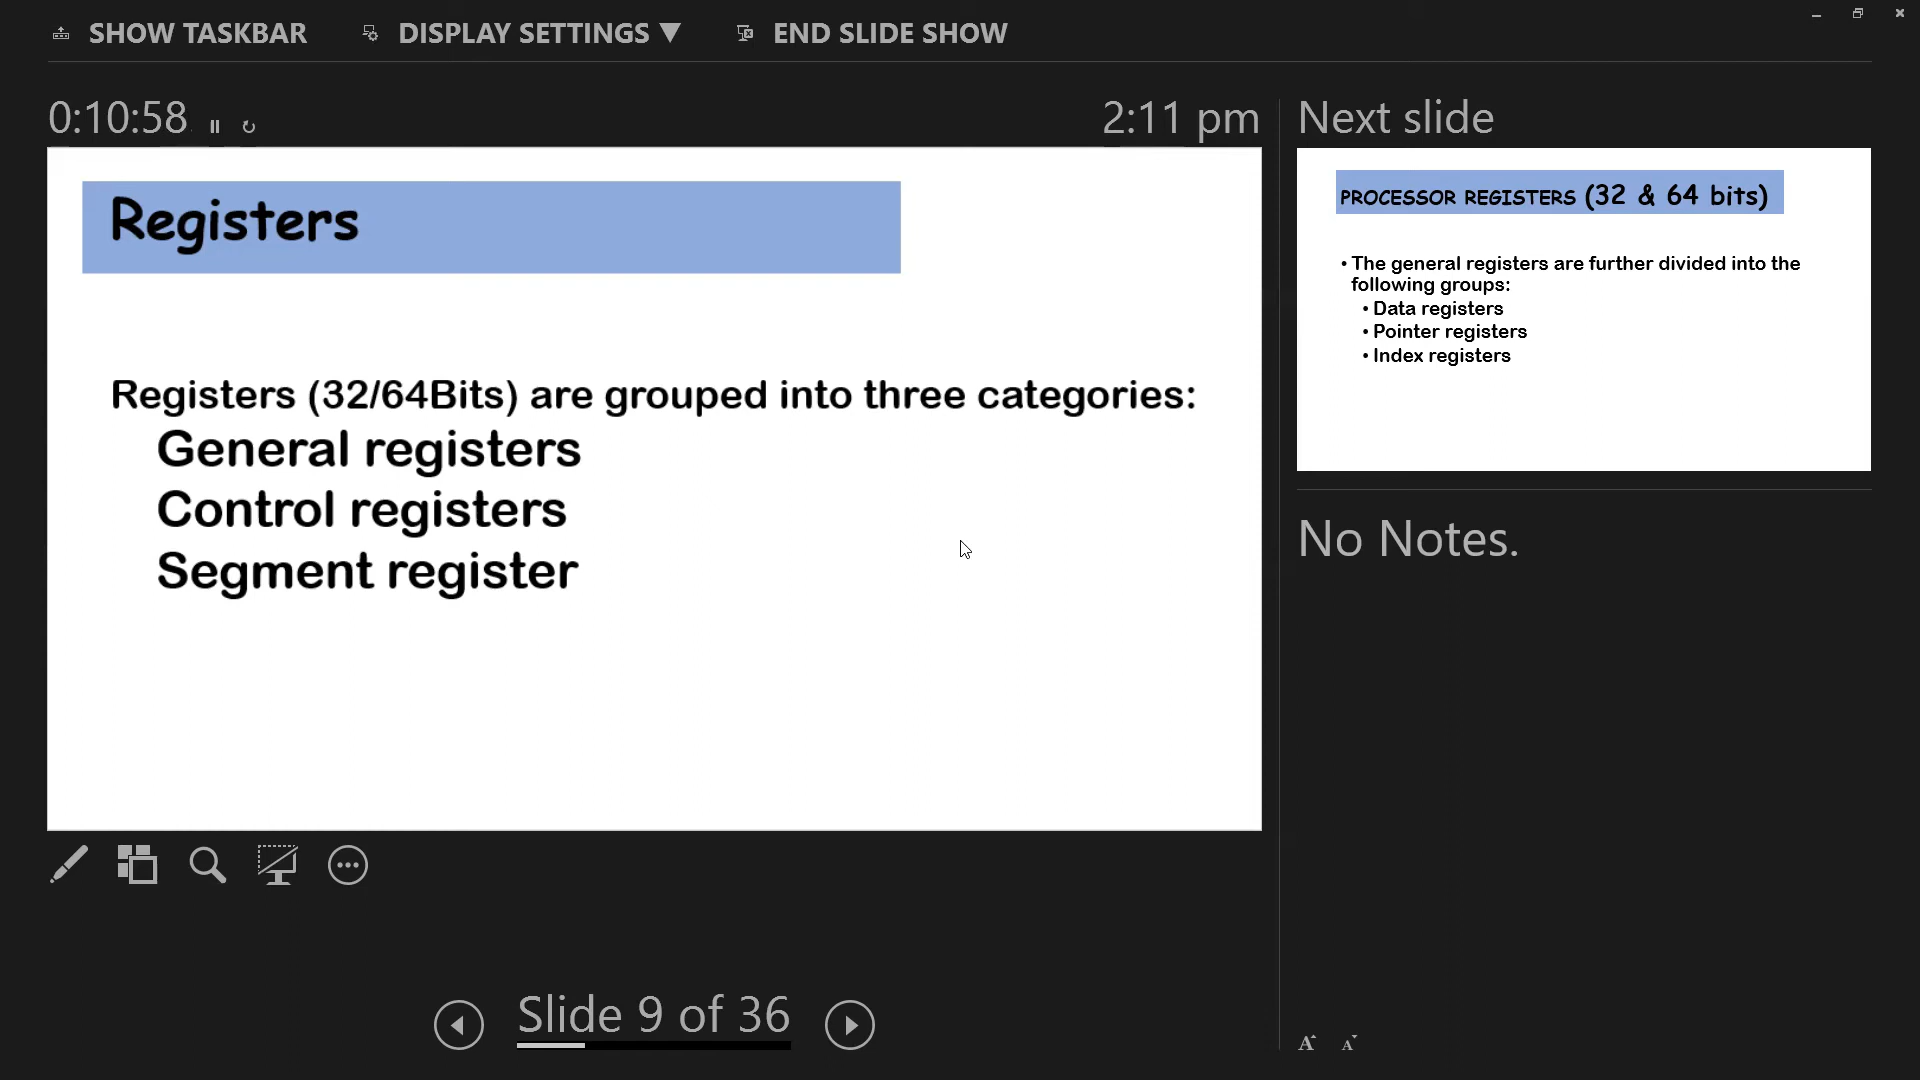 SHOW TASKBAR
DISPLAY SETTINGS ▼
END SLIDE SHOW
0:10:58
2:11 pm
Next slide
Registers
Registers (32/64Bits) are grouped into three categories:
General registers
Control registers
Segment register
PROCESSOR REGISTERS (32 & 64 bits)
• The general registers are further divided into the
following groups:
• Data registers
• Pointer registers
• Index registers
No Notes.
Slide 9 of 36
A A